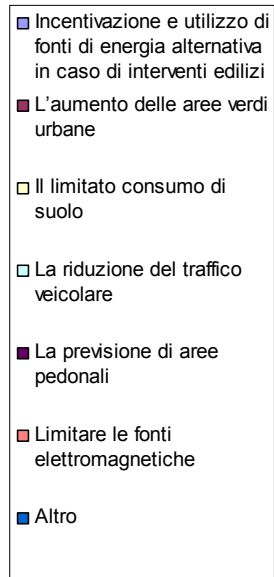 Incentivazione e utilizzo di
fonti di energia alternativa
in caso di interventi edilizi
L'aumento delle aree verdi
urbane
Il limitato consumo di
suolo
La riduzione del traffico
veicolare
La previsione di aree
pedonali
Limitare le fonti
elettromagnetiche
Altro